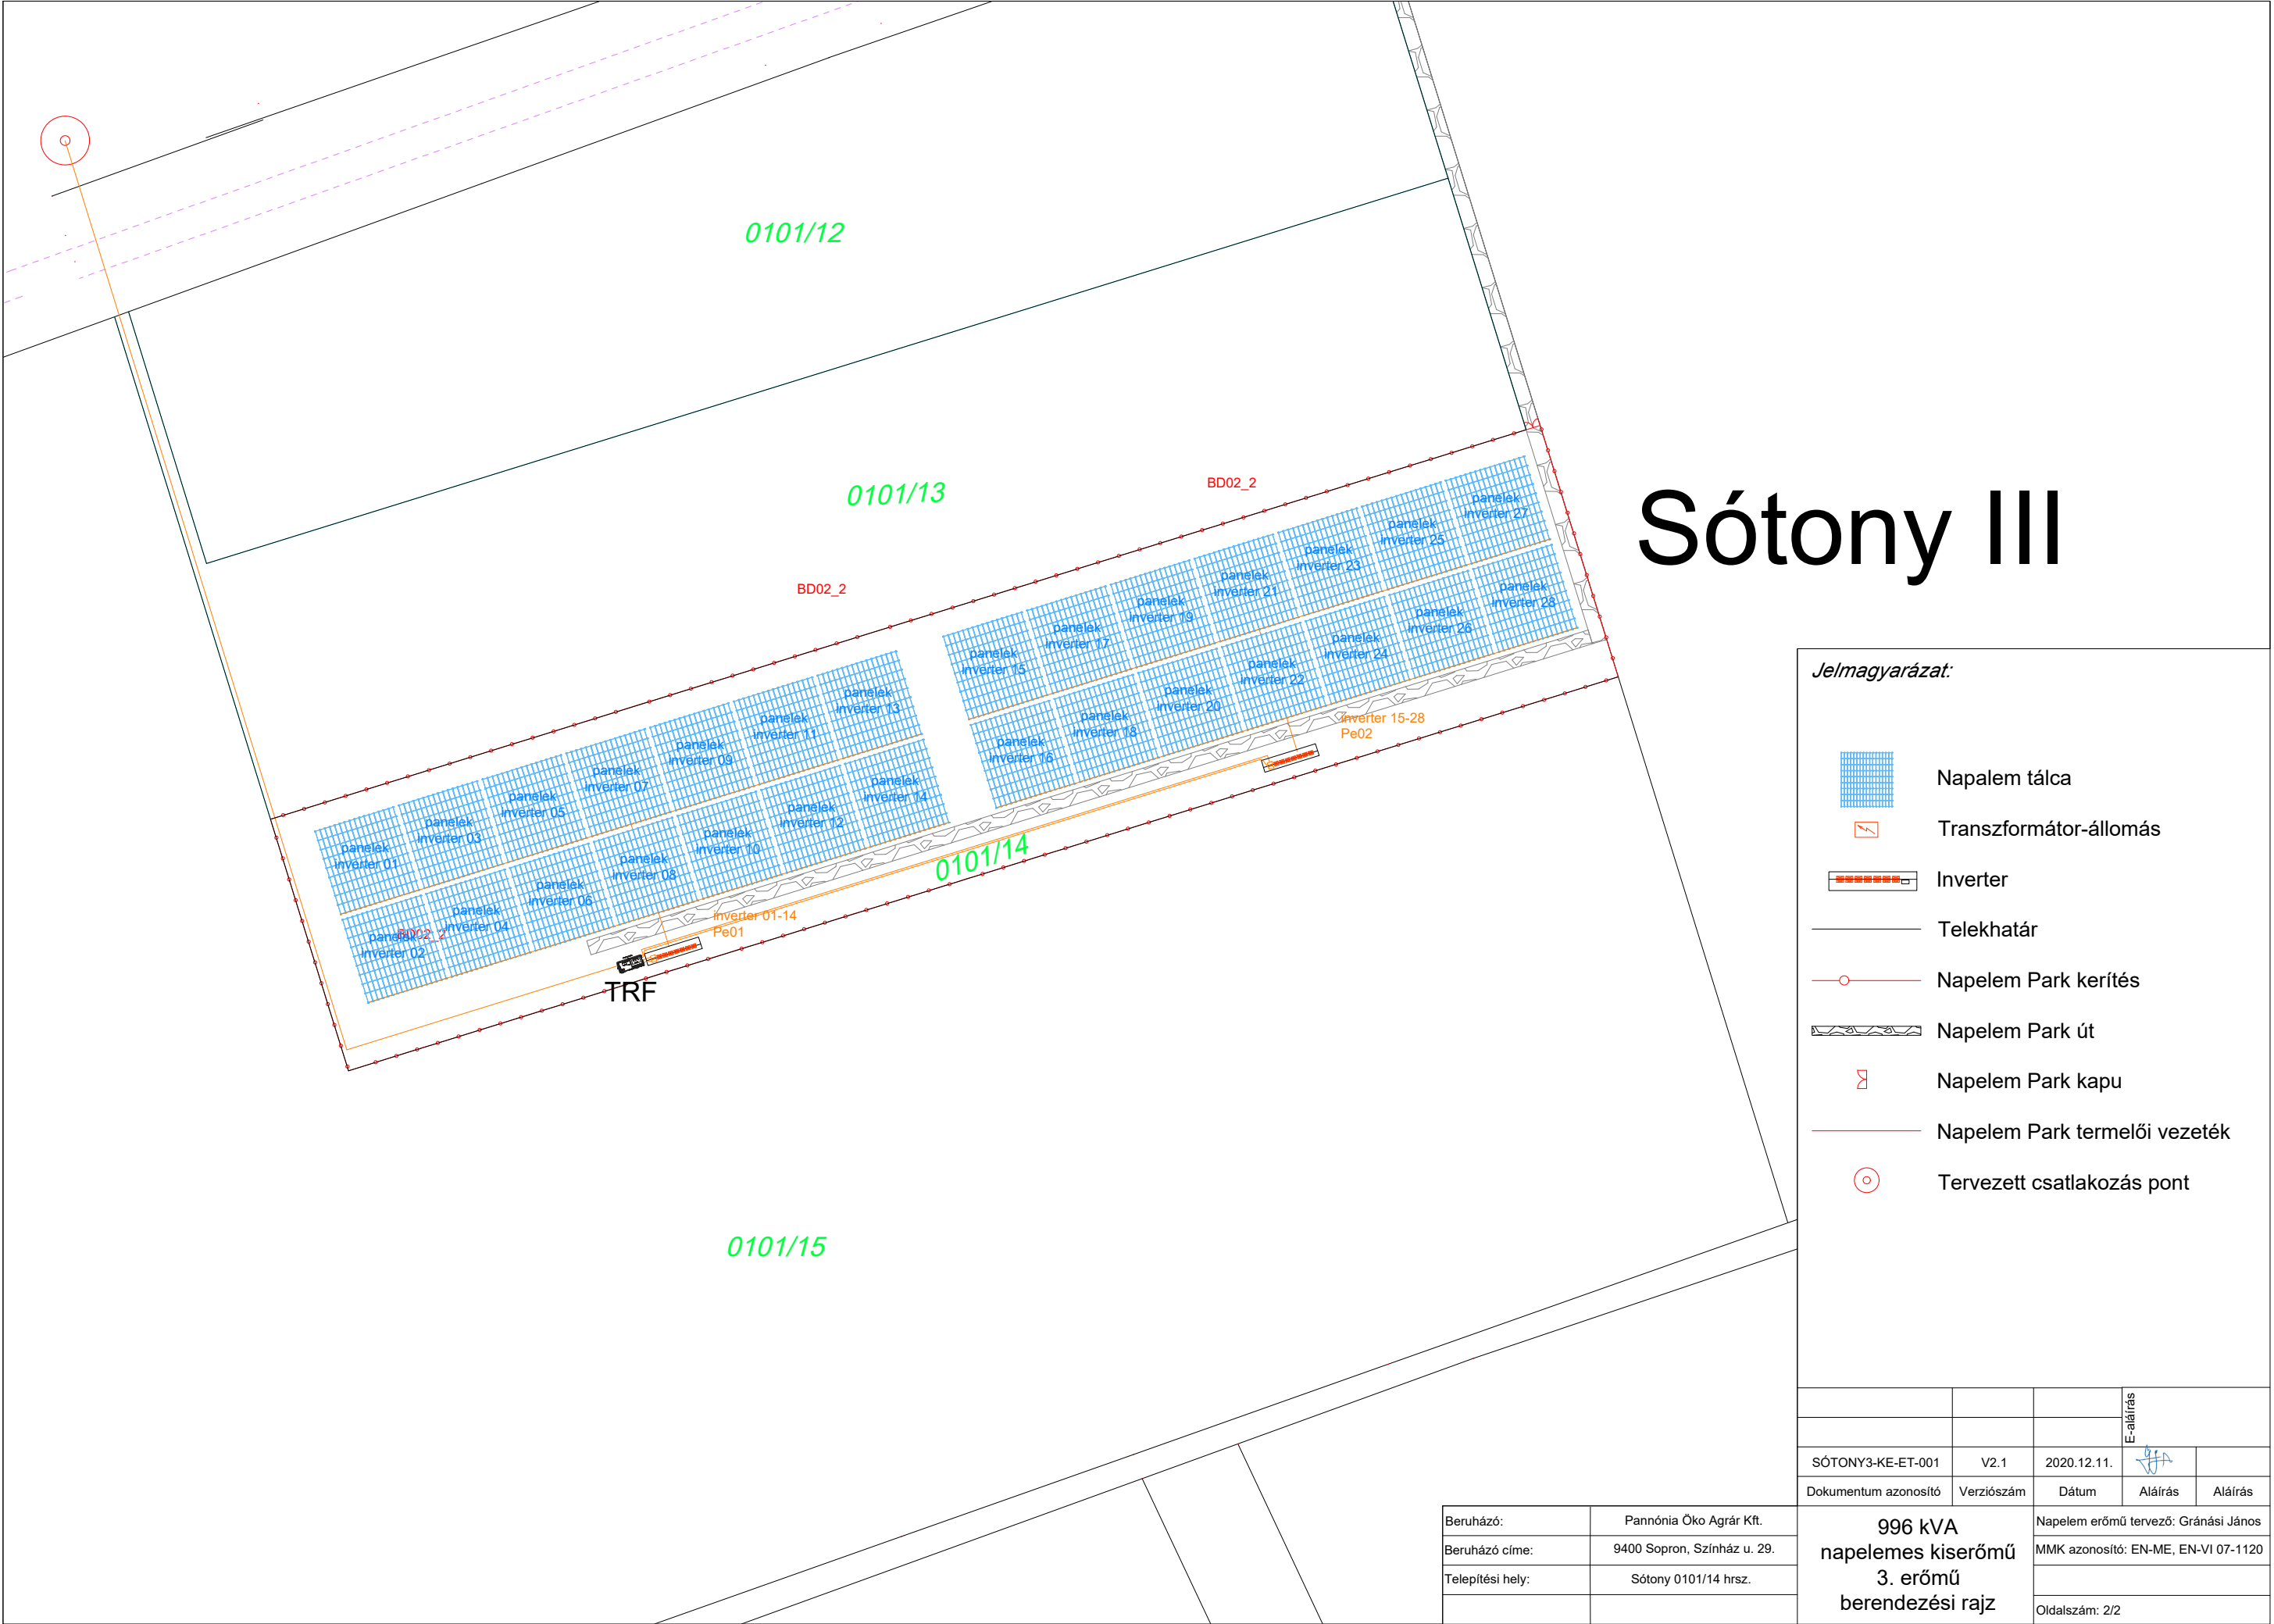 0101/12
0101/13
BD02_2
BD02_2
Sótony III
panelek
inverter 27
panelek
inverter 25
panelek
inverter 23
panelek
inverter 21
panelek
inverter 19
panelek
inverter 17
panelek
inverter 15
panelek
inverter 28
panelek
inverter 26
panelek
inverter 24
panelek
inverter 22
panelek
inverter 20
panelek
inverter 18
panelek
inverter 16
panelek
inverter 13
panelek
inverter 11
panelek
inverter 09
panelek
inverter 07
panelek
inverter 05
panelek
inverter 03
panelek
inverter 01
panelek
inverter 14
panelek
inverter 12
panelek
inverter 10
panelek
inverter 08
panelek
inverter 06
panelek
inverter 04
panelek
inverter 02
BD02_2
inverter 15-28
Pe02
inverter 01-14
Pe01
0101/14
TRF
0101/15
Jelmagyarázat:
Napalem tálca
Transzformátor-állomás
Inverter
Telekhatár
Napelem Park kerítés
Napelem Park út
Napelem Park kapu
Napelem Park termelői vezeték
Tervezett csatlakozás pont
E-aláírás
SÓTONY3-KE-ET-001 V2.1 2020.12.11.
Dokumentum azonosító Verziószám Dátum Aláírás Aláírás
Beruházó: Pannónia Öko Agrár Kft.
Beruházó címe: 9400 Sopron, Színház u. 29.
Telepítési hely: Sótony 0101/14 hrsz.
996 kVA
napelemes kiserőmű
3. erőmű
berendezési rajz
Napelem erőmű tervező: Gránási János
MMK azonosító: EN-ME, EN-VI 07-1120
Oldalszám: 2/2